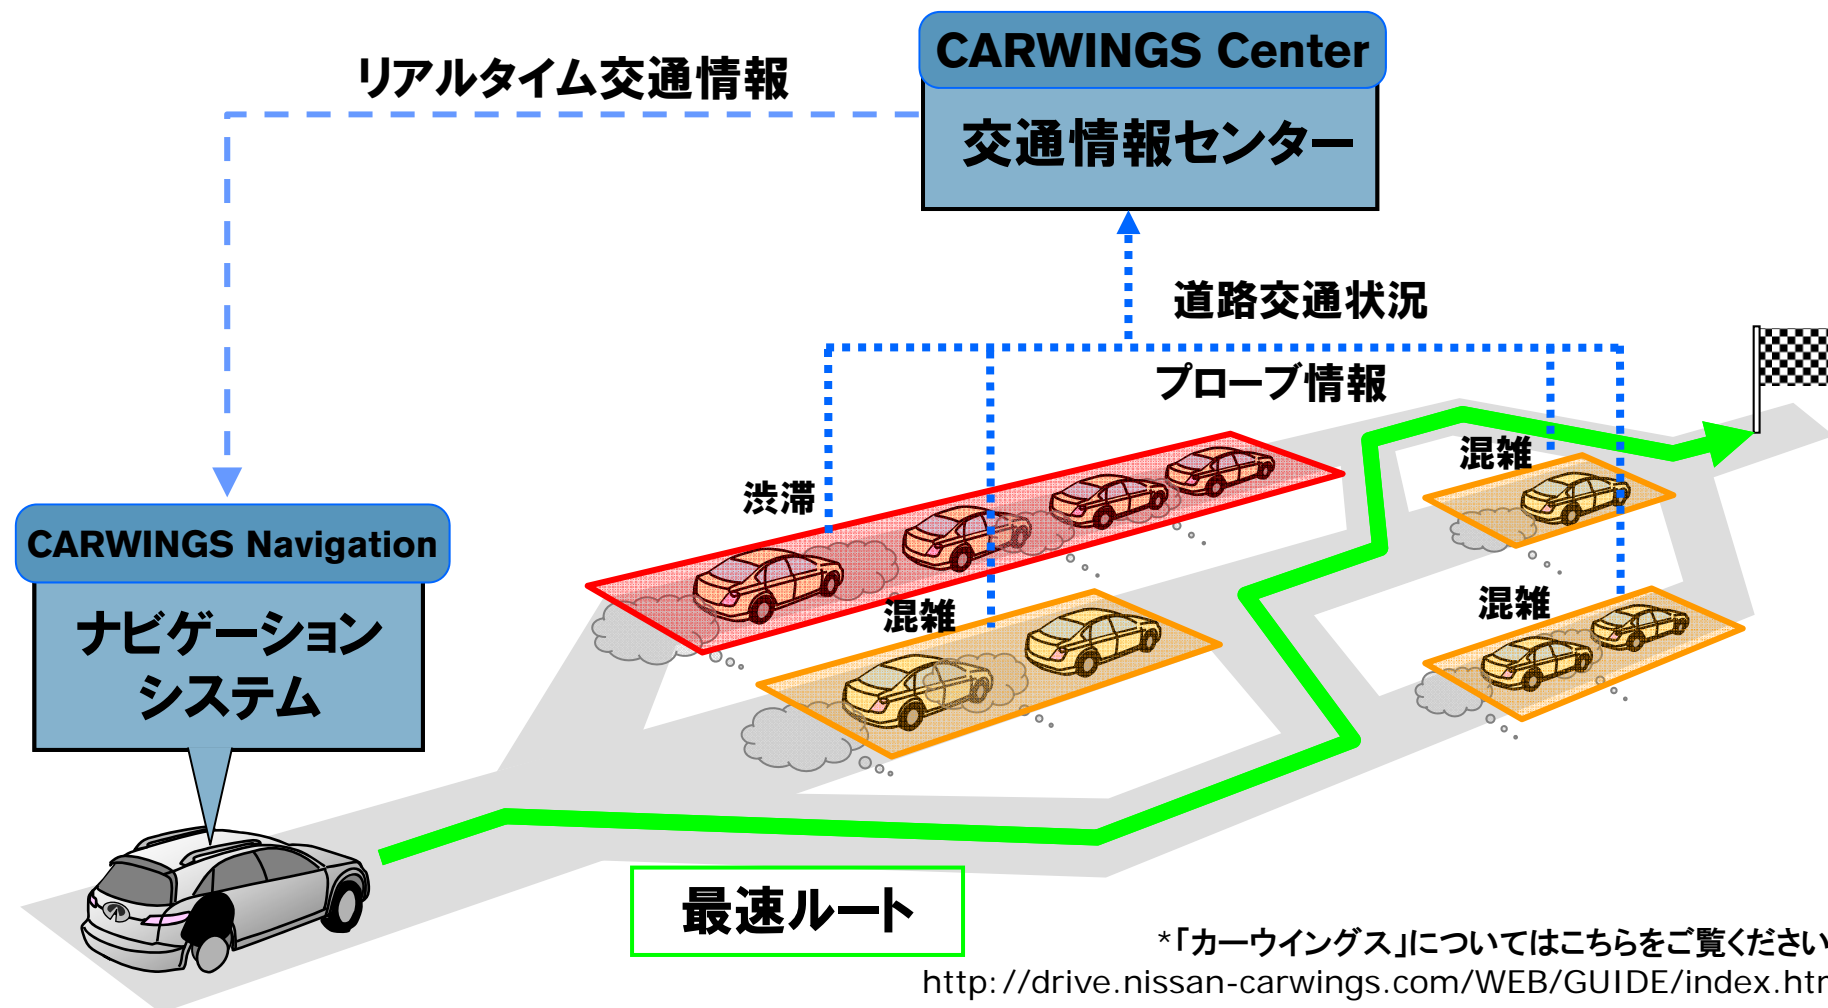 CARWINGS Center
リアルタイム交通情報
交通情報センター
道路交通状況
プローブ情報
混雑
渋滞
CARWINGS Navigation
混雑
混雑
ナビゲーション
システム
最速ルート
*「カーウイングス」についてはこちらをご覧ください
http://drive.nissan-carwings.com/WEB/GUIDE/index.htm